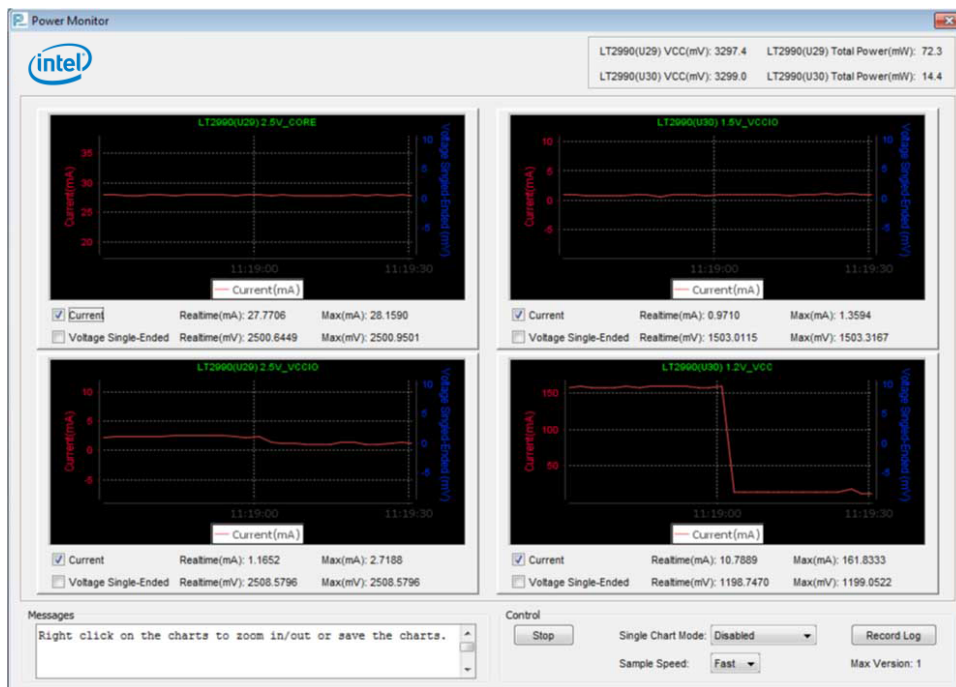 Power Monitor
intel
LT2990(U29) VCC(mV): 3297.4 LT2990(U29) Total Power(mW): 72.3
LT2990(U30) VCC(mV): 3299.0 LT2990(U30) Total Power(mW): 14.4
LT2990(U29) 2.5V_CORE
Current(mA)
35
30
25
20
10
5
0
-5
Voltage Singled-Ended (mV)
11:19:00 11:19:30
Current(mA)
Current Realtime(mA): 27.7706 Max(mA): 28.1590
Voltage Single-Ended Realtime(mV): 2500.6449 Max(mV): 2500.9501
LT2990(U30) 1.5V_VCCIO
Current(mA)
10
5
0
-5
10
5
0
-5
Voltage Singled-Ended (mV)
11:19:00 11:19:30
Current(mA)
Current Realtime(mA): 0.9710 Max(mA): 1.3594
Voltage Single-Ended Realtime(mV): 1503.0115 Max(mV): 1503.3167
LT2990(U29) 2.5V_VCCIO
Current(mA)
10
5
0
-5
10
5
0
-5
Voltage Singled-Ended (mV)
11:19:00 11:19:30
Current(mA)
Current Realtime(mA): 1.1652 Max(mA): 2.7188
Voltage Single-Ended Realtime(mV): 2508.5796 Max(mV): 2508.5796
LT2990(U30) 1.2V_VCC
Current(mA)
150
100
50
10
5
0
-5
Voltage Singled-Ended (mV)
11:19:00 11:19:30
Current(mA)
Current Realtime(mA): 10.7889 Max(mA): 161.8333
Voltage Single-Ended Realtime(mV): 1198.7470 Max(mV): 1199.0522
Messages
Right click on the charts to zoom in/out or save the charts.
Control
Stop Single Chart Mode: Disabled Record Log
Sample Speed: Fast Max Version: 1